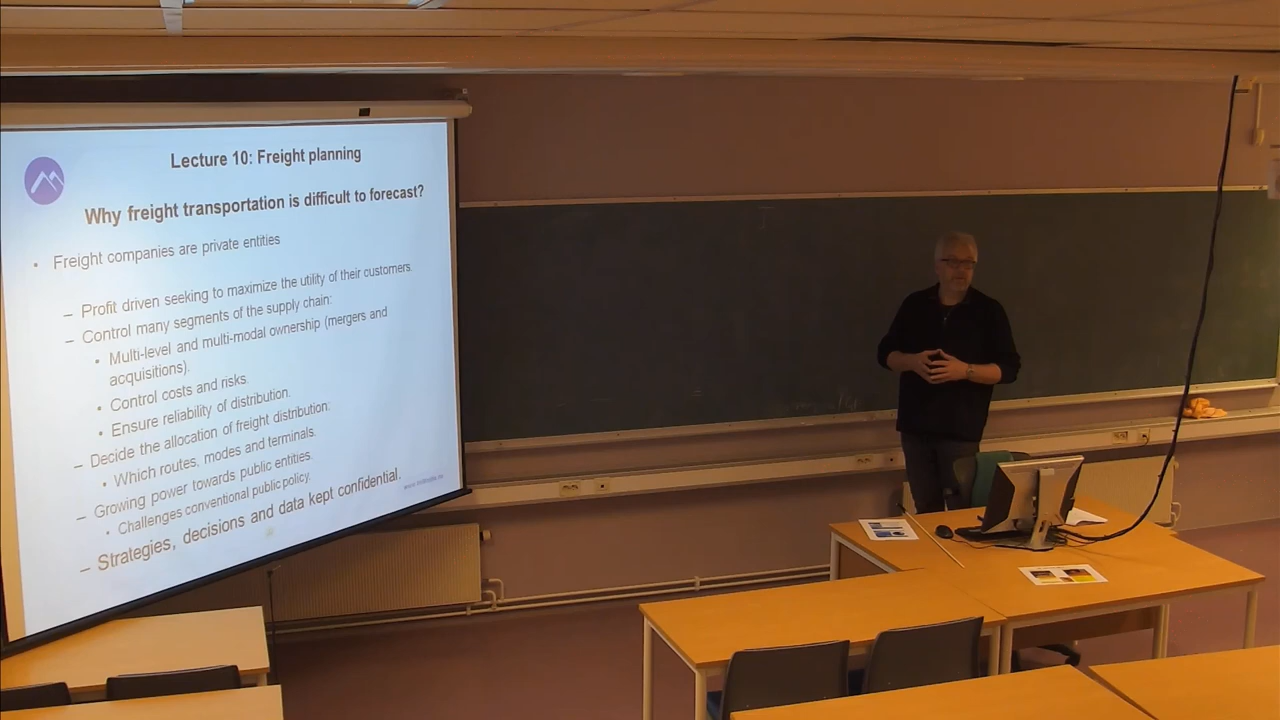 Lecture 10: Freight planning
Why freight transportation is difficult to forecast?
• Freight companies are private entities
– Profit driven seeking to maximize the utility of their customers.
– Control many segments of the supply chain:
• Multi-level and multi-modal ownership (mergers and
acquisitions).
• Control costs and risks.
• Ensure reliability of distribution.
– Decide the allocation of freight distribution:
• Which routes, modes and terminals.
– Growing power towards public entities.
• Challenges conventional public policy.
– Strategies, decisions and data kept confidential.